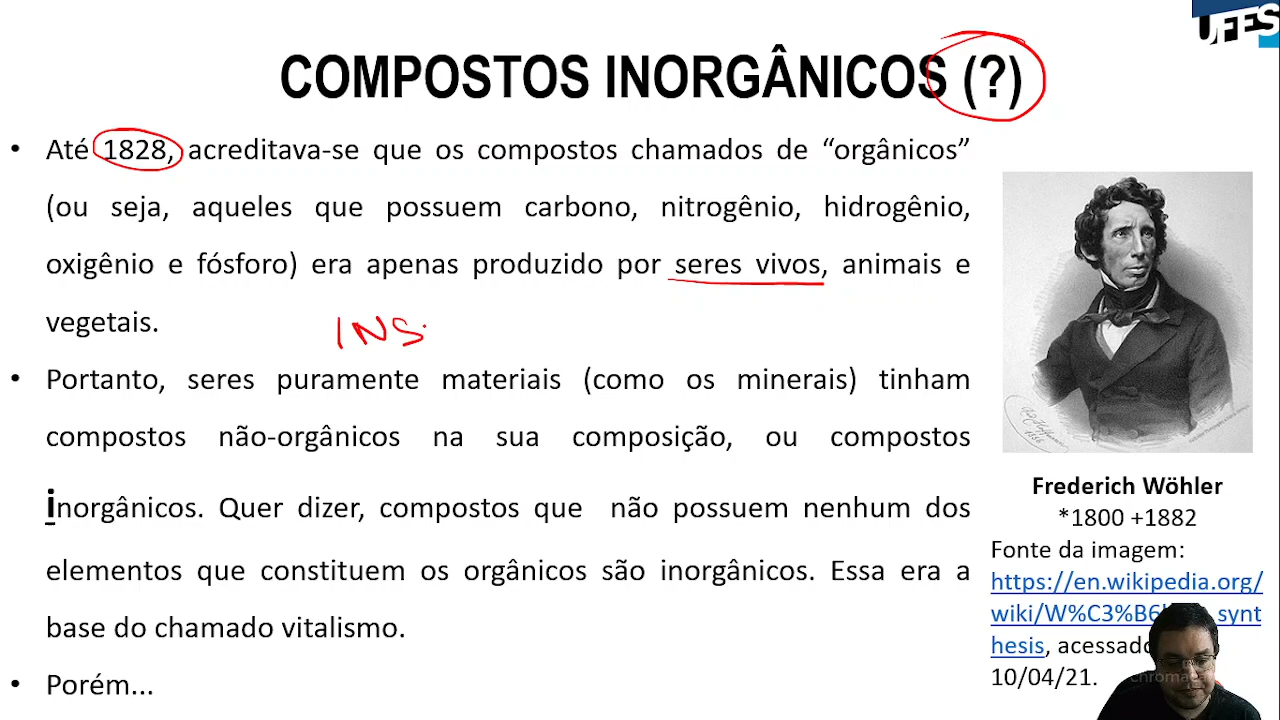 UFES
COMPOSTOS INORGÂNICOS (?)
• Até 1828, acreditava-se que os compostos chamados de “orgânicos”
(ou seja, aqueles que possuem carbono, nitrogênio, hidrogênio,
oxigênio e fósforo) era apenas produzido por seres vivos, animais e
vegetais.
INS
• Portanto, seres puramente materiais (como os minerais) tinham
compostos não-orgânicos na sua composição, ou compostos
inorgânicos. Quer dizer, compostos que não possuem nenhum dos
elementos que constituem os orgânicos são inorgânicos. Essa era a
base do chamado vitalismo.
• Porém...
Frederich Wöhler
*1800 +1882
Fonte da imagem:
https://en.wikipedia.org/
wiki/W%C3%B6 synt
hesis, acessado
10/04/21.